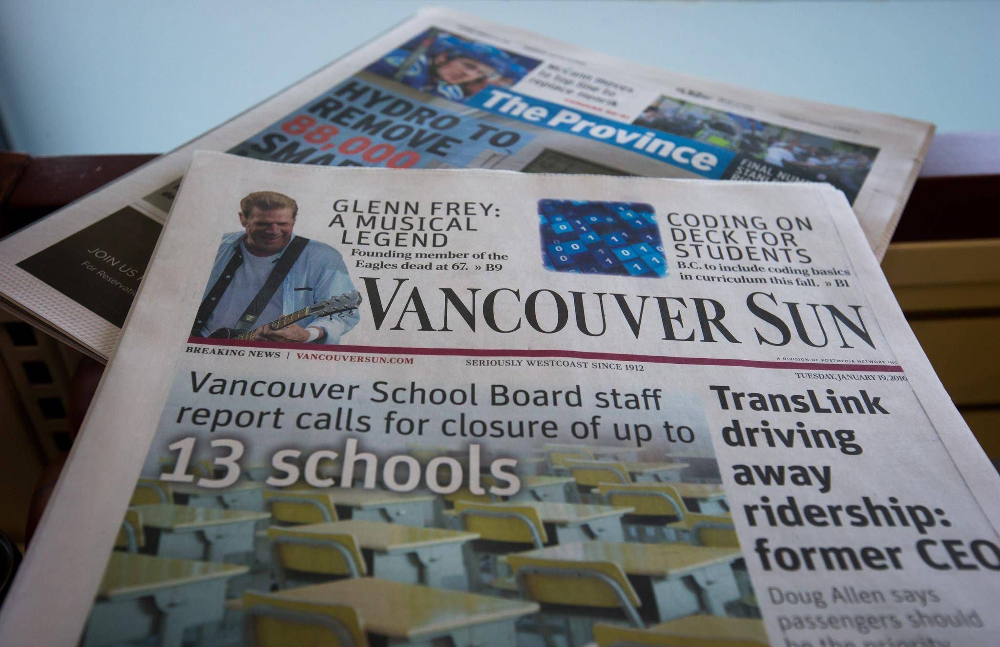 The Province
HYDRO TO
REMOVE
88,000
JOIN US
GLENN FREY:
A MUSICAL
LEGEND
Founding member of the
Eagles dead at 67. » B9
CODING ON
DECK FOR
STUDENTS
B.C. to include coding basics
in curriculum this fall. » B1
VANCOUVER SUN
BREAKING NEWS | VANCOUVERSUN.COM
SERIOUSLY WESTCOAST SINCE 1912
A DIVISION OF POSTMEDIA NETWORK INC
TUESDAY, JANUARY 19, 2016
Vancouver School Board staff
report calls for closure of up to
13 schools
TransLink
driving
away
ridership:
former CEO
Doug Allen says
passengers should